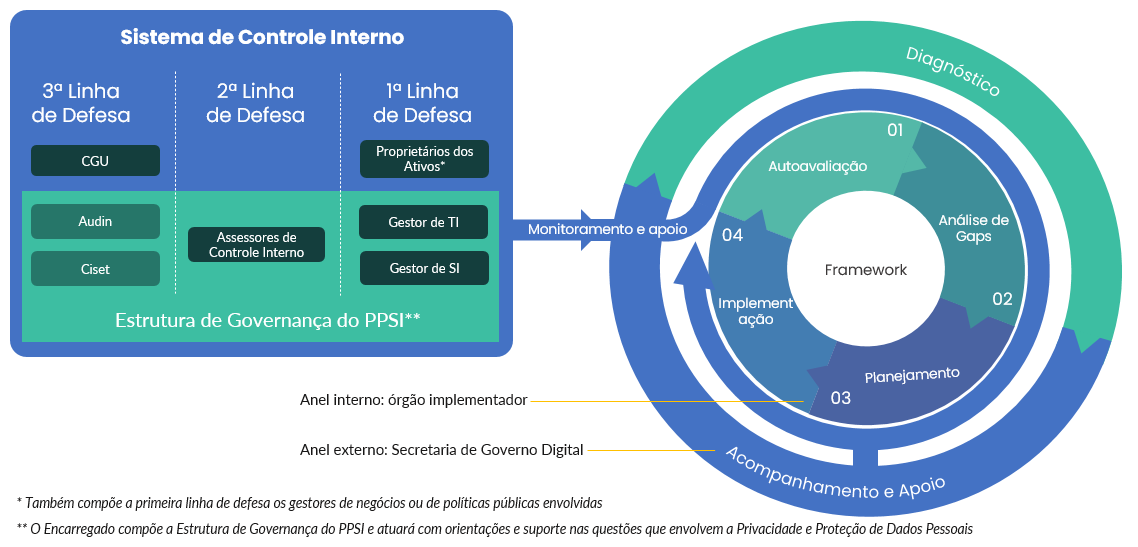 Sistema de Controle Interno
3ª Linha
de Defesa
2ª Linha
de Defesa
1ª Linha
de Defesa
CGU
Proprietários dos
Ativos*
Audin
Ciset
Assessores de
Controle Interno
Gestor de TI
Gestor de SI
Estrutura de Governança do PPSI**
Monitoramento e apoio
Diagnóstico
01
Autoavaliação
Análise de
Gaps
02
04
Framework
Implement
ação
Planejamento
03
Acompanhamento e Apoio
Anel interno: órgão implementador
Anel externo: Secretaria de Governo Digital
* Também compõe a primeira linha de defesa os gestores de negócios ou de políticas públicas envolvidas
** O Encarregado compõe a Estrutura de Governança do PPSI e atuará com orientações e suporte nas questões que envolvem a Privacidade e Proteção de Dados Pessoais